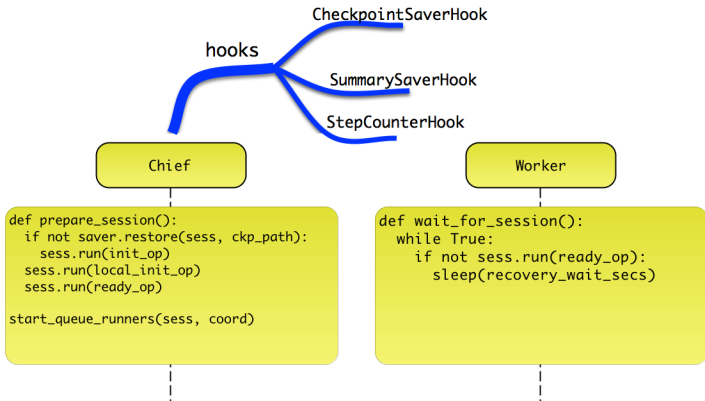 CheckpointSaverHook
hooks
SummarySaverHook
StepCounterHook
Chief
def prepare_session():
  if not saver.restore(sess, ckp_path):
    sess.run(init_op)
  sess.run(local_init_op)
  sess.run(ready_op)
start_queue_runners(sess, coord)
Worker
def wait_for_session():
  while True:
    if not sess.run(ready_op):
      sleep(recovery_wait_secs)